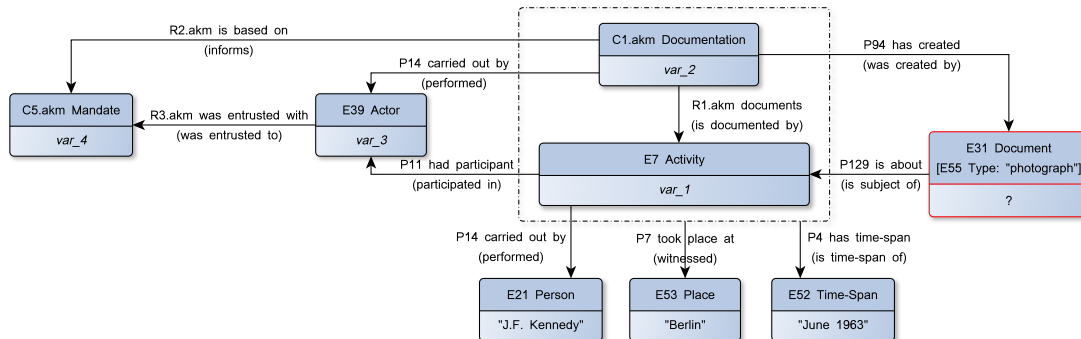 R2.akm is based on
(informs)
C1.akm Documentation
var_2
P94 has created
(was created by)
P14 carried out by
(performed)
C5.akm Mandate
var_4
R3.akm was entrusted with
(was entrusted to)
E39 Actor
var_3
R1.akm documents
(is documented by)
E31 Document
[E55 Type: "photograph"]
?
P11 had participant
(participated in)
E7 Activity
var_1
P129 is about
(is subject of)
P14 carried out by
(performed)
P7 took place at
(witnessed)
P4 has time-span
(is time-span of)
E21 Person
"J.F. Kennedy"
E53 Place
"Berlin"
E52 Time-Span
"June 1963"